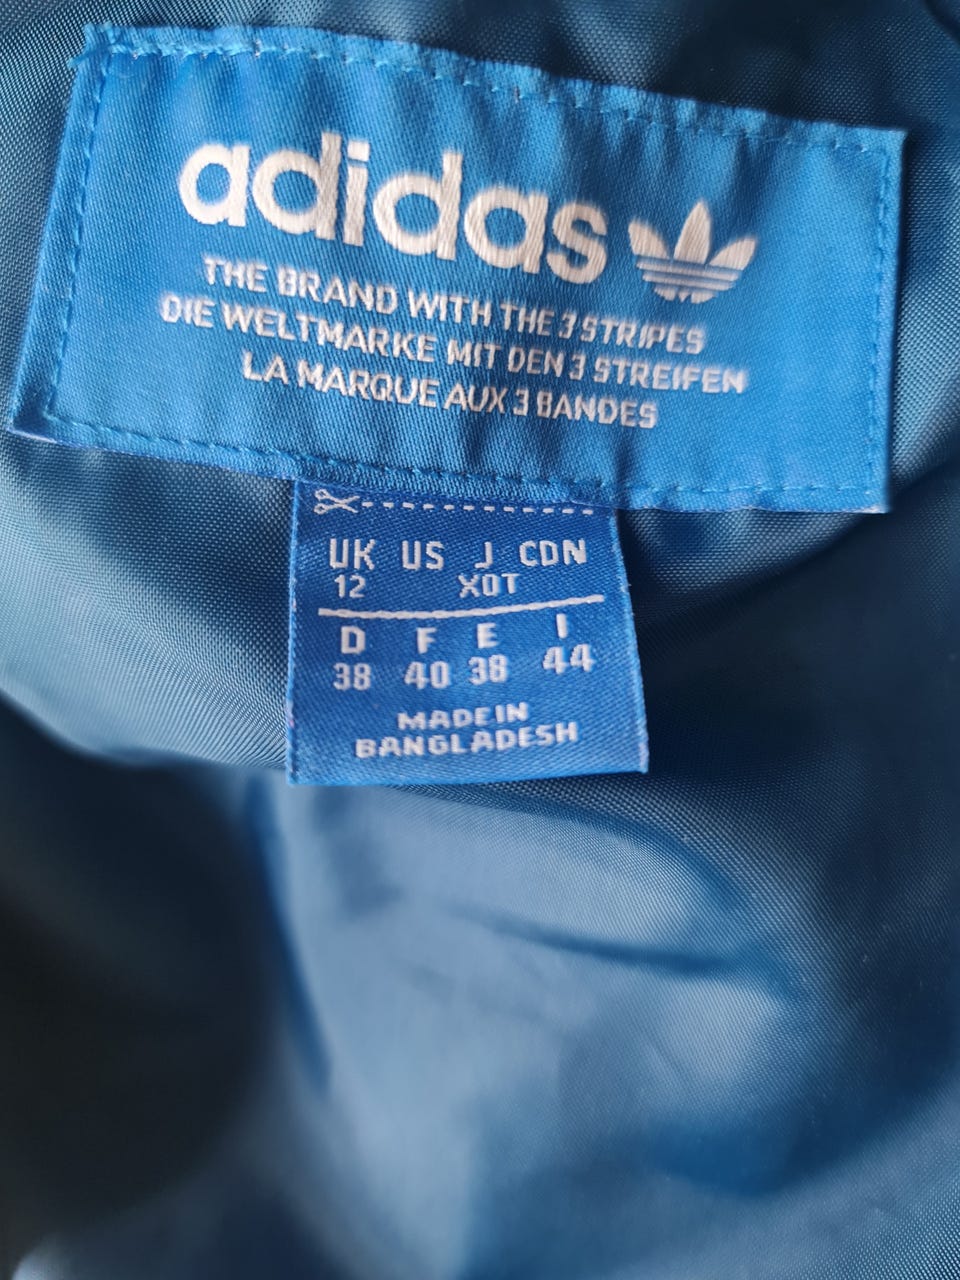 adidas
THE BRAND WITH THE 3 STRIPES
DIE WELTMARKE MIT DEN 3 STREIFEN
LA MARQUE AUX 3 BANDES
UK US J CDN
12 XOT
D F E I
38 40 38 44
MADE IN
BANGLADESH